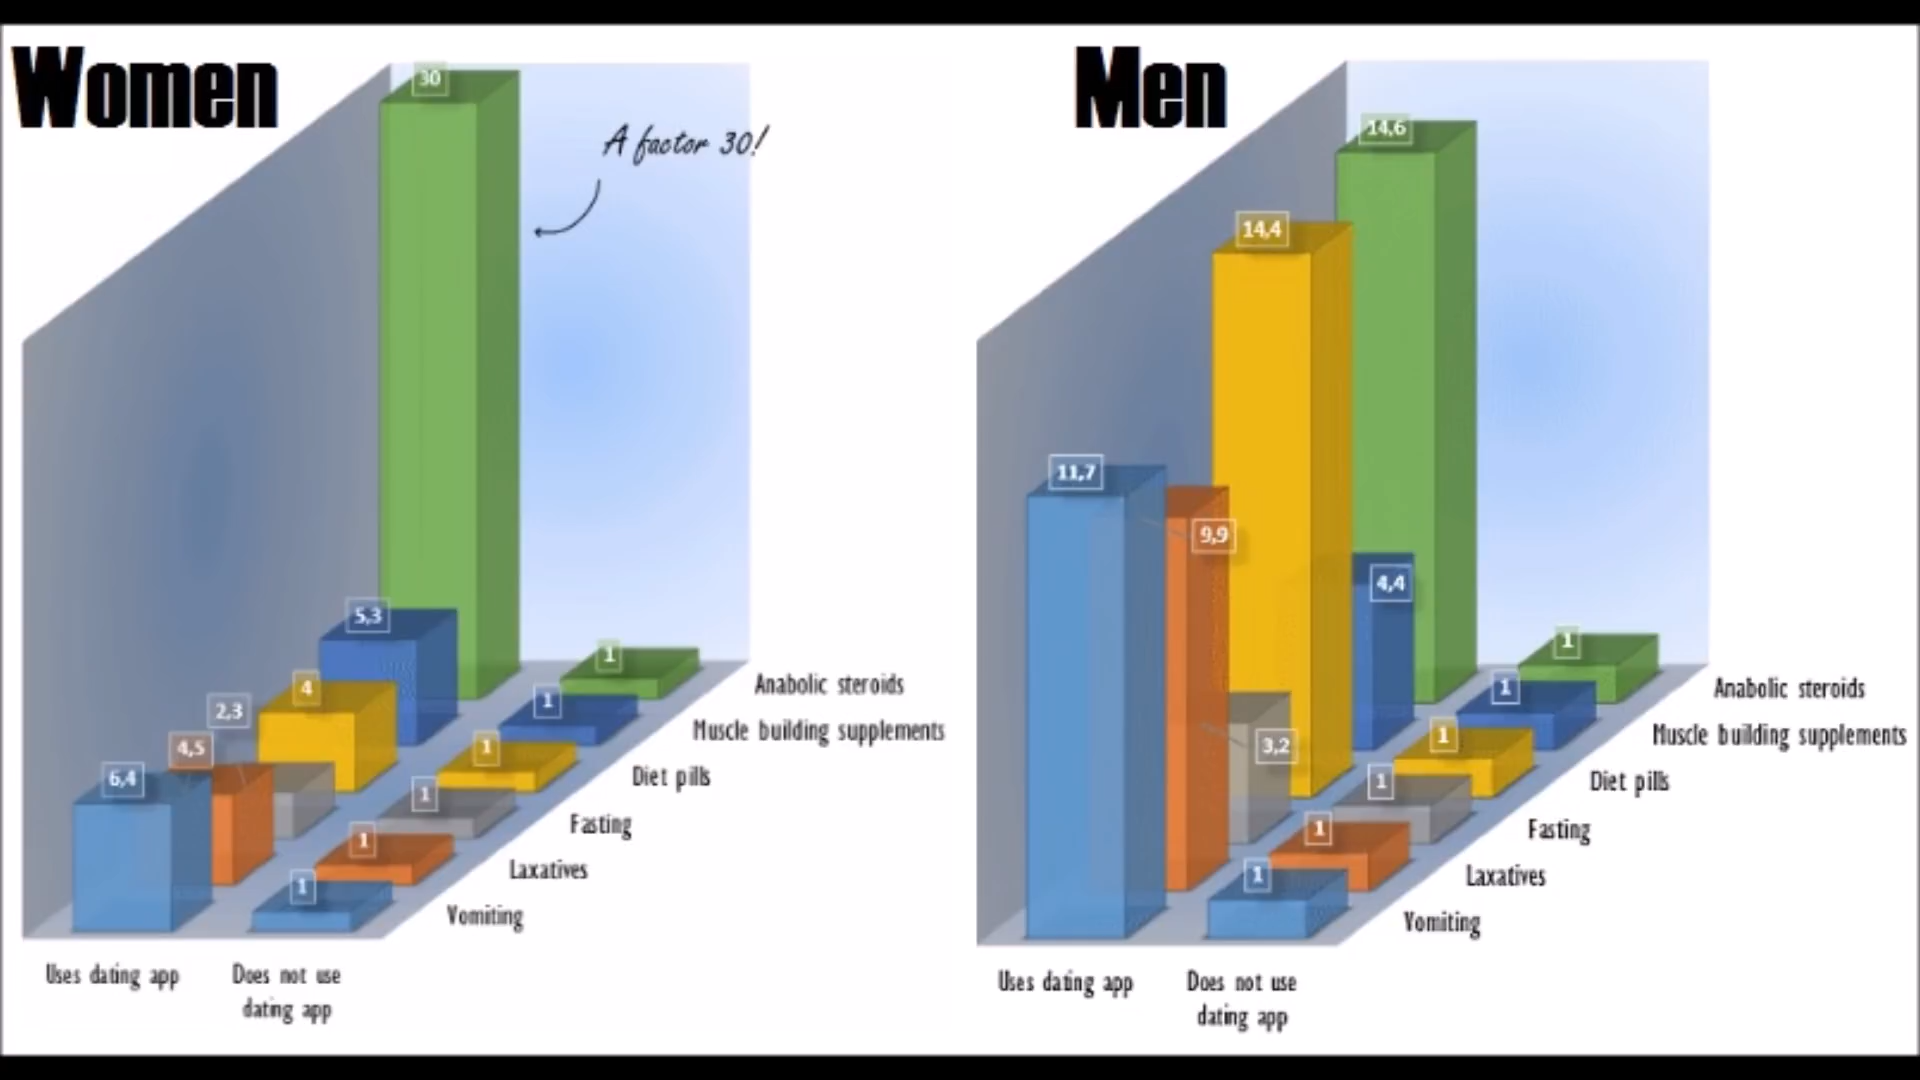 Women
30
A factor 30!
5,3
4
2,3
4,5
6,4
1
1
1
1
1
1
Anabolic steroids
Muscle building supplements
Diet pills
Fasting
Laxatives
Vomiting
Uses dating app
Does not use
dating app
Men
14,6
14,4
11,7
9,9
4,4
3,2
1
1
1
1
1
1
Anabolic steroids
Muscle building supplements
Diet pills
Fasting
Laxatives
Vomiting
Uses dating app
Does not use
dating app